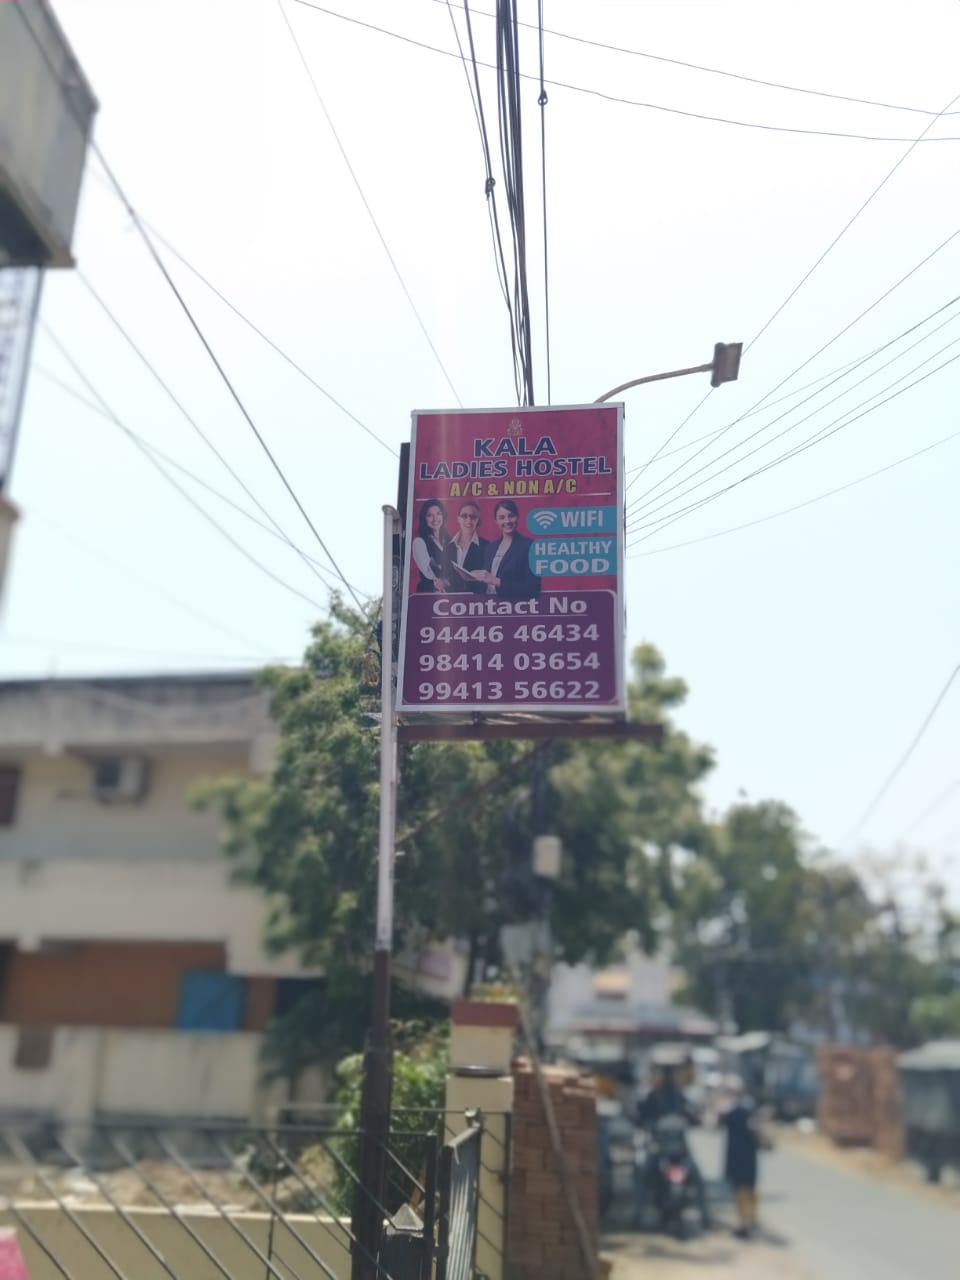 KALA
LADIES HOSTEL
A/C & NON A/C
WIFI
HEALTHY
FOOD
Contact No
94446 46434
98414 03654
99413 56622